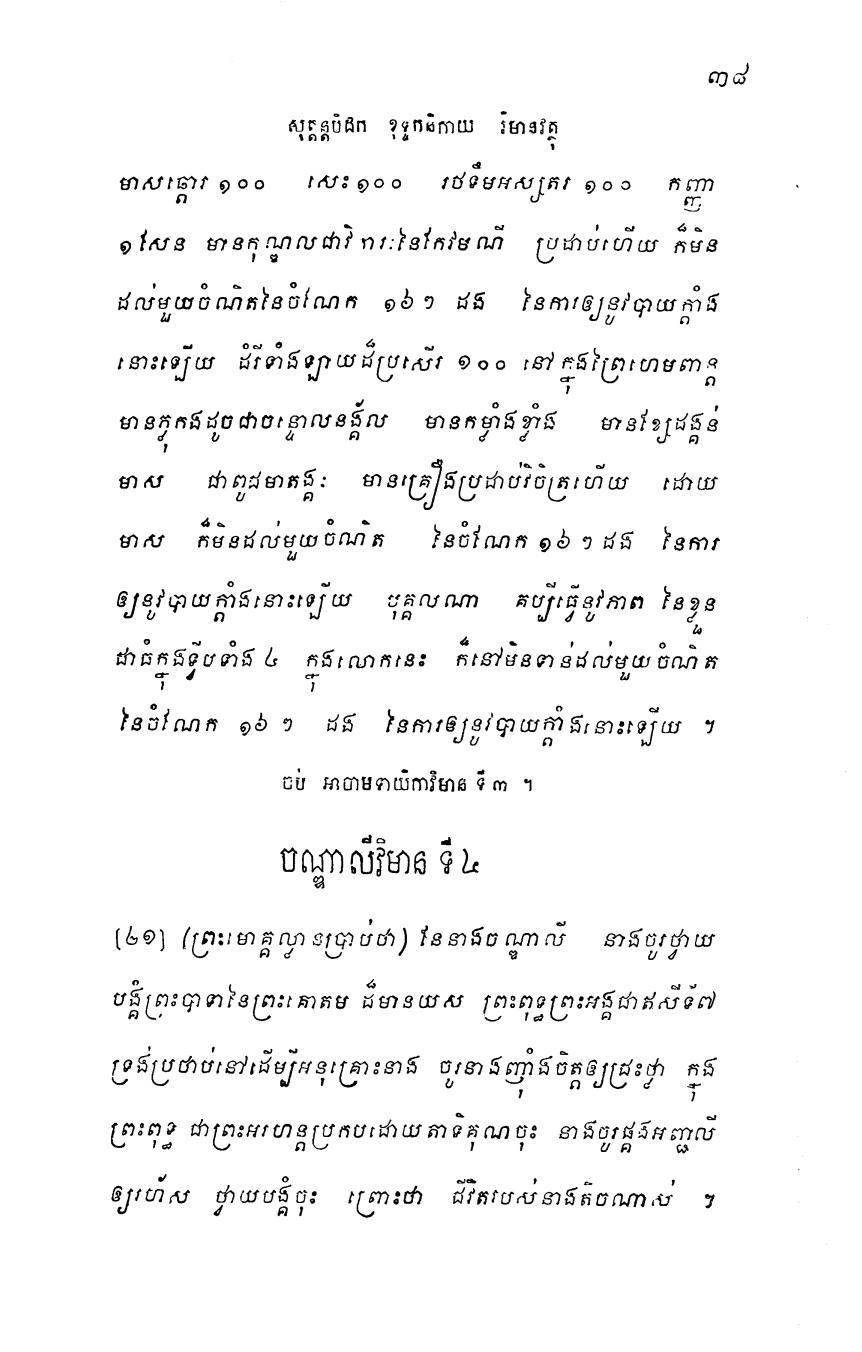 ៣៨
សុត្តន្តបិដក ខុទ្ទកនិកាយ វិមានវត្ថុ
មាសឆ្តោរ ១០០ សេះ ១០០ រថទឹមអស្សតរ ១០០ កញ្ញា
១ សែន មានកុណ្ឌលជាវិការៈនៃកែវមណី ប្រដាប់ហើយ ក៏មិន
ដល់មួយចំណិតនៃចំណែក ១៦ ៗ ដង នៃការឲ្យនូវបាយក្តាំង
នោះឡើយ ដំរីទាំងឡាយដ៏ប្រសើរ ១០០ នៅក្នុងព្រៃហេមពាន្ត
មានភ្លុកងដូចជាចន្ទោលនង្គ័ល មានកម្លាំងខ្លាំង មានខ្សែដង្គន់
មាស ជាពូជមាតង្គៈ មានគ្រឿងប្រដាប់វិចិត្រហើយ ដោយ
មាស ក៏មិនដល់មួយចំណិត នៃចំណែក ១៦ ៗ ដង នៃការ
ឲ្យនូវបាយក្តាំងនោះឡើយ បុគ្គលណា គប្បីធ្វើនូវភាព នៃខ្លួន
ជាធំក្នុងទ្វីបទាំង ៤ ក្នុងលោកនេះ ក៏នៅមិនទាន់ដល់មួយចំណិត
នៃចំណែក ១៦ ៗ ដង នៃការឲ្យនូវបាយក្តាំងនោះឡើយ ។
ចប់ អាចាមទាយិកាវិមាន ទី ៣ ។
ចណ្ឌាលីវិមាន ទី ៤
[៤១] (ព្រះមោគ្គល្លានប្រាប់ថា) នែនាងចណ្ឌាលី នាងចូរថ្វាយ
បង្គំព្រះបាទានៃព្រះគោតម ដ៏មានយស ព្រះពុទ្ធព្រះអង្គជាឥសីទី៧
ទ្រង់ប្រថាប់នៅដើម្បីអនុគ្រោះនាង ចូរនាងញ៉ាំងចិត្តឲ្យជ្រះថ្លា ក្នុង
ព្រះពុទ្ធ ជាព្រះអរហន្តប្រកបដោយតាទិគុណចុះ នាងចូរផ្គងអញ្ជលី
ឲ្យរហ័ស ថ្វាយបង្គំចុះ ព្រោះថា ជីវិតរបស់នាងតិចណាស់ ។